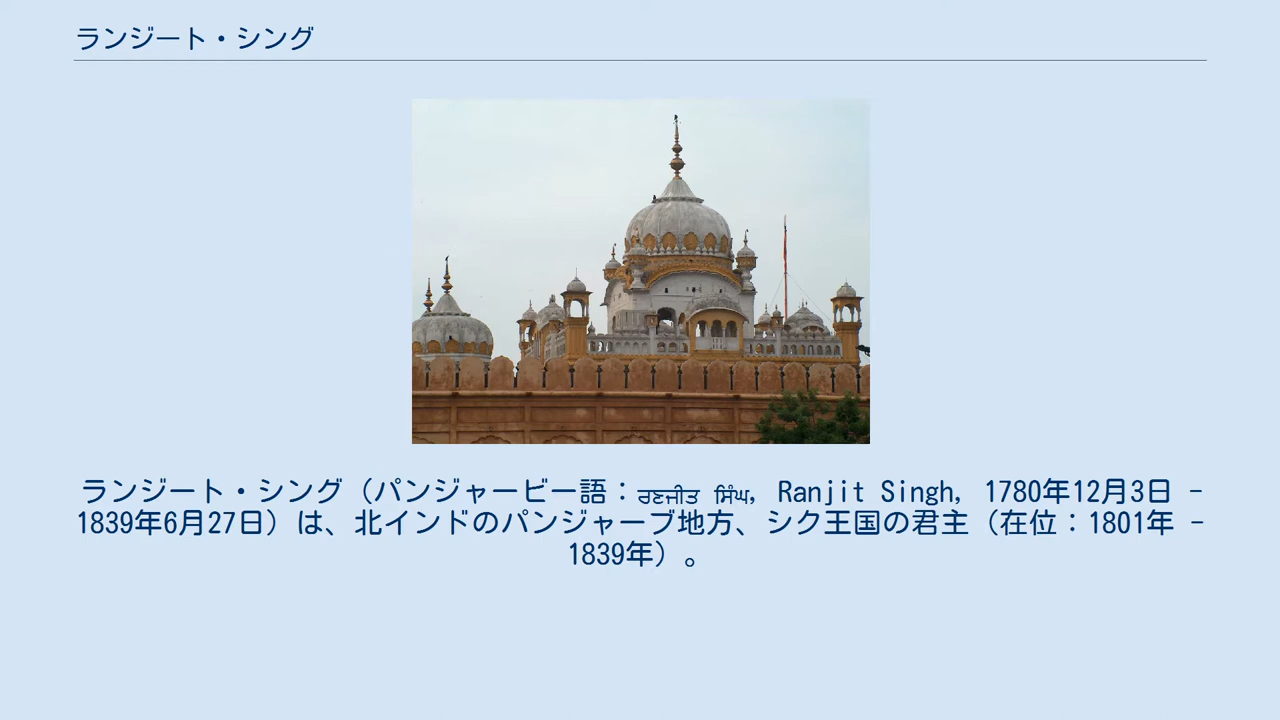 ランジート・シング
ランジート・シング（パンジャービー語：ਰਣਜੀਤ ਸਿੰਘ, Ranjit Singh, 1780年12月3日 -
1839年6月27日）は、北インドのパンジャーブ地方、シク王国の君主（在位：1801年 -
1839年）。